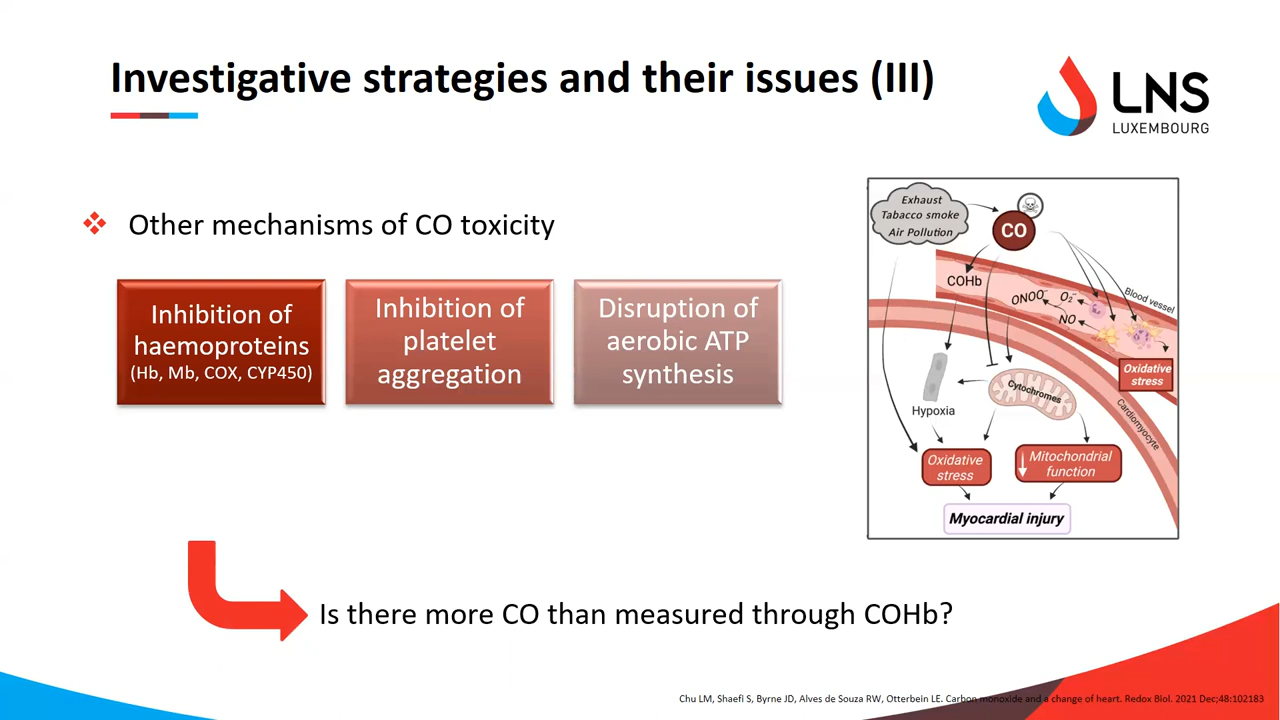 Investigative strategies and their issues (III)
LNS
LUXEMBOURG
Other mechanisms of CO toxicity
Inhibition of
haemoproteins
(Hb, Mb, COX, CYP450)
Inhibition of
platelet
aggregation
Disruption of
aerobic ATP
synthesis
Exhaust
Tabacco smoke
Air Pollution
CO
COHb
ONOO⁻
O₂⁻
NO
Blood vessel
Oxidative
stress
Cytochromes
Hypoxia
Cardiomyocyte
Oxidative
stress
Mitochondrial
function
Myocardial injury
Is there more CO than measured through COHb?
Chu LM, Shaefi S, Byrne JD, Alves de Souza RW, Otterbein LE. Carbon monoxide and a change of heart. Redox Biol. 2021 Dec;48:102183